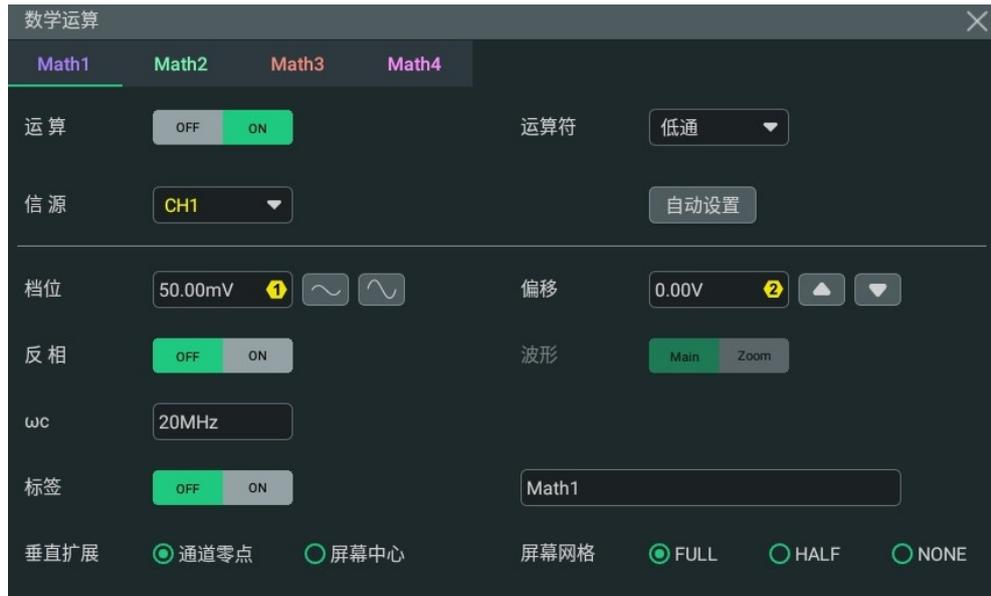 数学运算
Math1 Math2 Math3 Math4
运算 OFF ON 运算符 低通
信源 CH1 自动设置
档位 50.00mV 1 偏移 0.00V 2
反相 OFF ON 波形 Main Zoom
ωc 20MHz
标签 OFF ON Math1
垂直扩展 通道零点 屏幕中心 屏幕网格 FULL HALF NONE